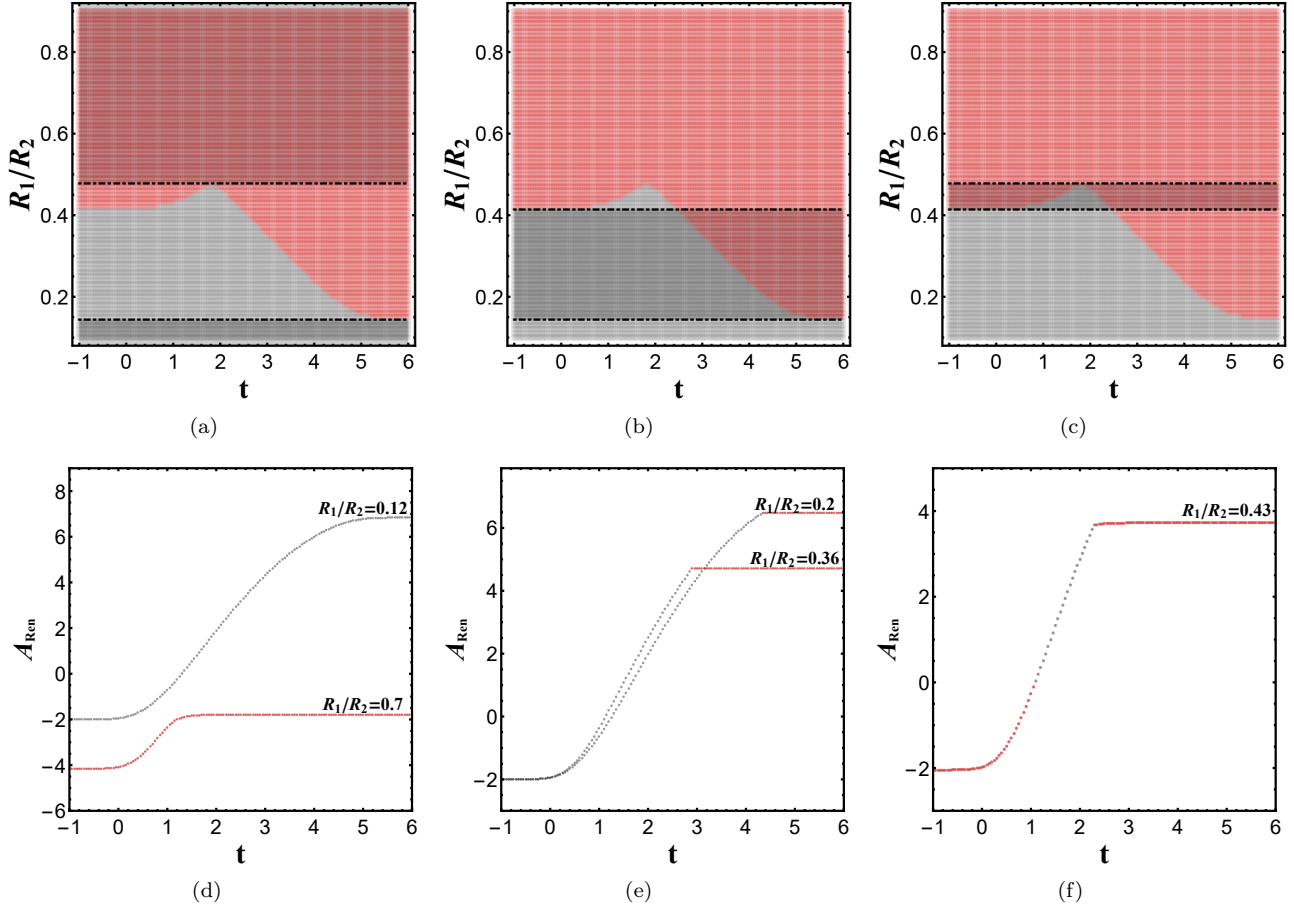 R1/R2
0.8
0.6
0.4
0.2
−1 0 1 2 3 4 5 6
t
(a)
R1/R2
0.8
0.6
0.4
0.2
−1 0 1 2 3 4 5 6
t
(b)
R1/R2
0.8
0.6
0.4
0.2
−1 0 1 2 3 4 5 6
t
(c)
ARen
8
6
4
2
0
−2
−4
−6
R1/R2=0.12
R1/R2=0.7
−1 0 1 2 3 4 5 6
t
(d)
ARen
6
4
2
0
−2
R1/R2=0.2
R1/R2=0.36
−1 0 1 2 3 4 5 6
t
(e)
ARen
4
2
0
−2
R1/R2=0.43
−1 0 1 2 3 4 5 6
t
(f)